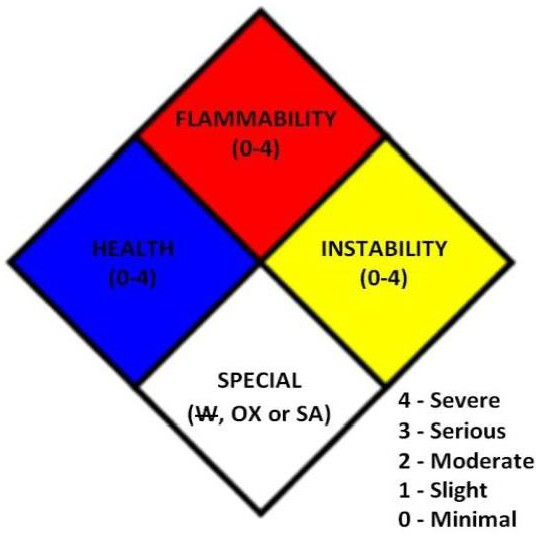 FLAMMABILITY
(0-4)
HEALTH
(0-4)
INSTABILITY
(0-4)
SPECIAL
(W̶, OX or SA)
4 - Severe
3 - Serious
2 - Moderate
1 - Slight
0 - Minimal